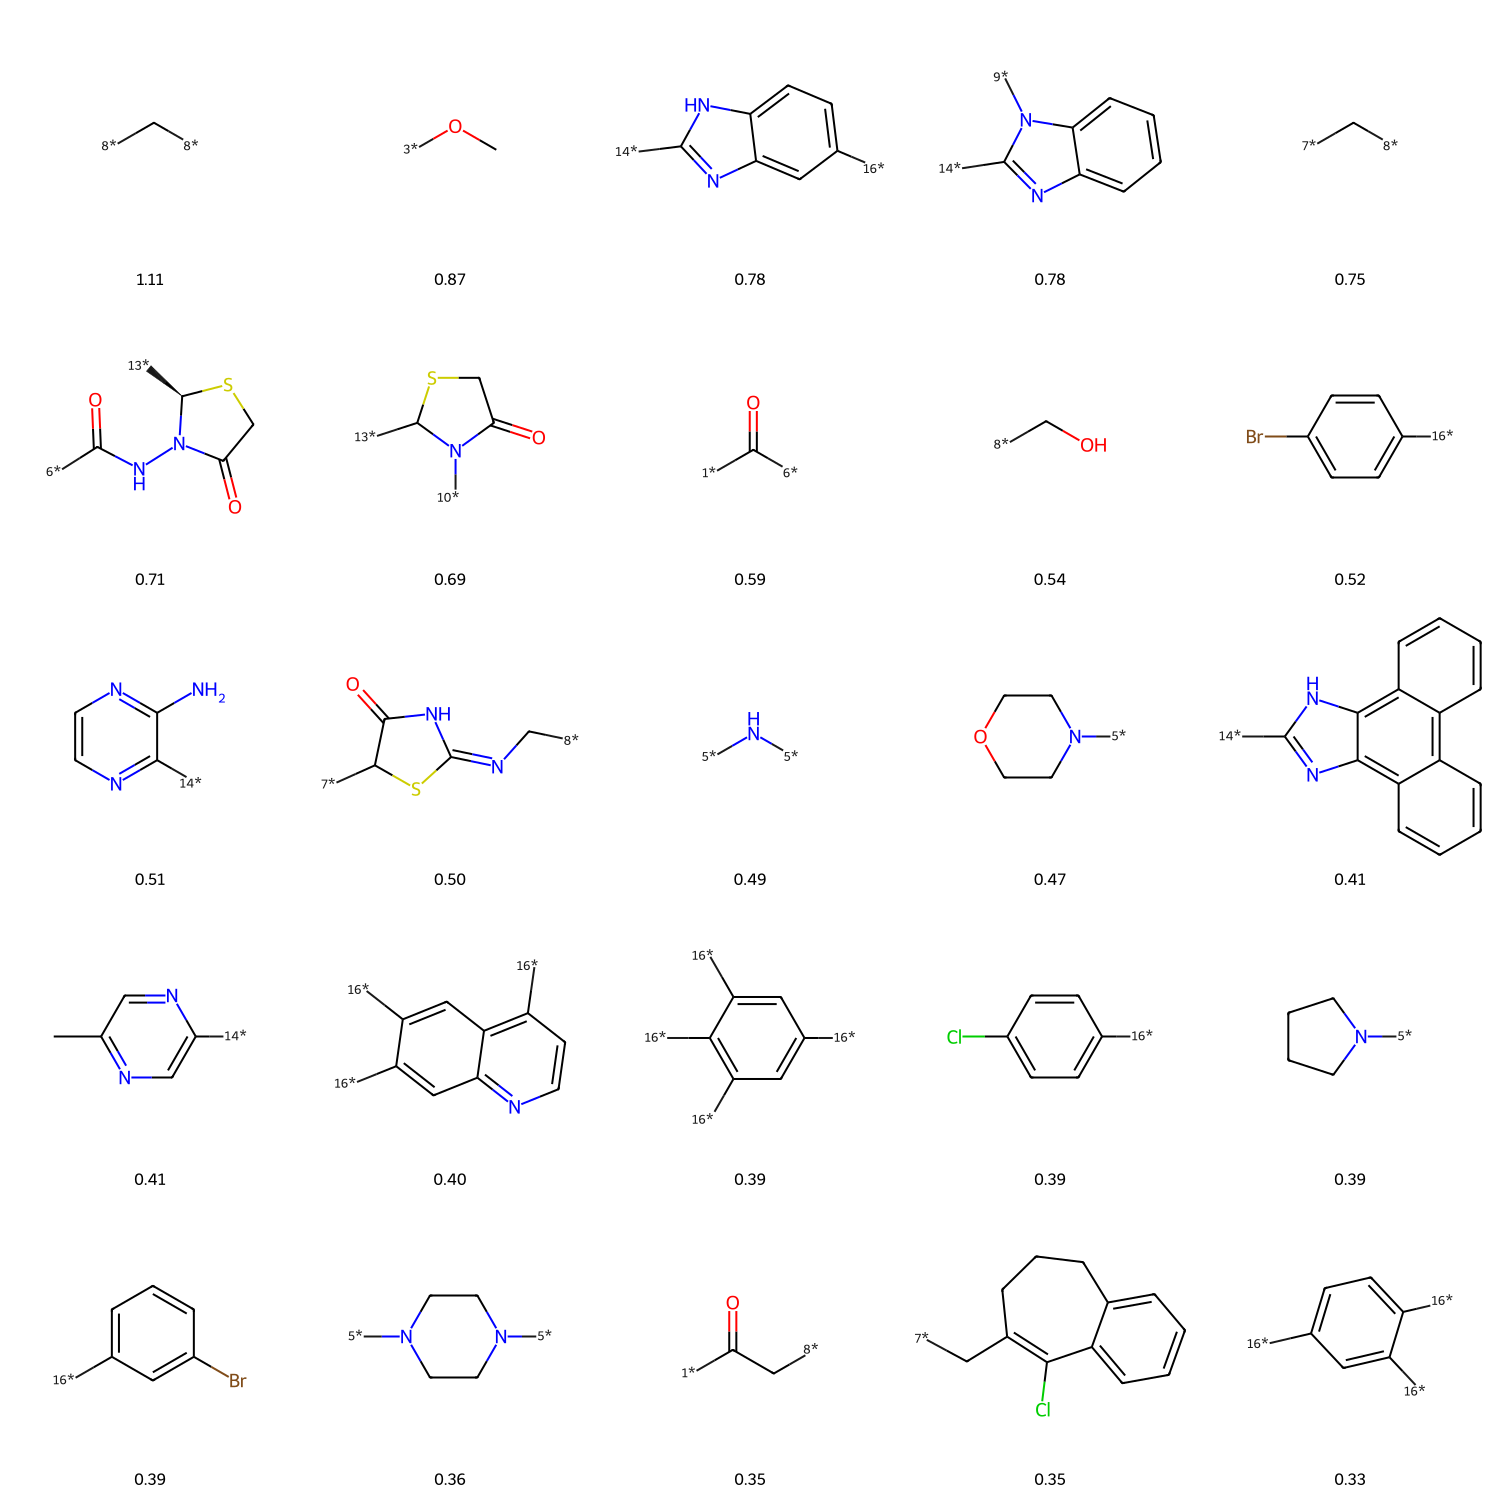 8* 8*
3* O
HN N 14* 16*
9* N N 14*
7* 8*
1.11 0.87 0.78 0.78 0.75
13* S O N N H O 6*
S O N 13* 10*
O 1* 6*
8* OH
Br 16*
0.71 0.69 0.59 0.54 0.52
N NH2 N 14*
O NH N 8* S 7*
H N 5* 5*
O N 5*
H N N 14*
0.51 0.50 0.49 0.47 0.41
N N 14*
16* 16* 16* N
16* 16* 16* 16*
Cl 16*
N 5*
0.41 0.40 0.39 0.39 0.39
16* Br
5* N N 5*
O 1* 8*
7* Cl
16* 16* 16*
0.39 0.36 0.35 0.35 0.33